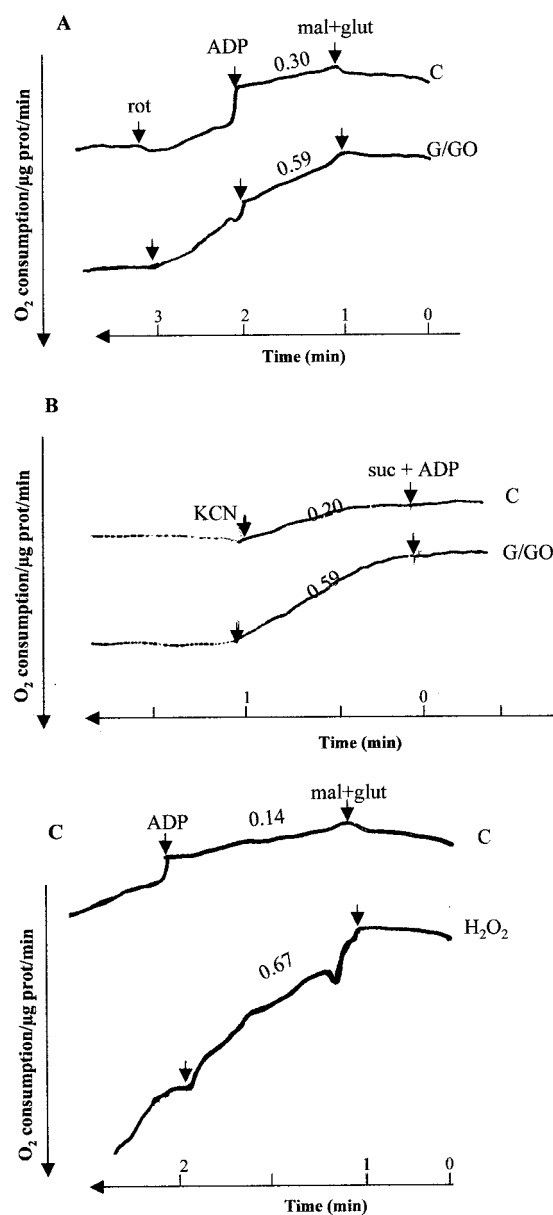 A
mal+glut
ADP
0.30
C
rot
G/GO
0.59
O₂ consumption/µg prot/min
3 2 1 0
Time (min)
B
suc + ADP
C
KCN
0.20
G/GO
0.59
O₂ consumption/µg prot/min
1 0
Time (min)
mal+glut
C
ADP
0.14
C
H₂O₂
0.67
O₂ consumption/µg prot/min
2 1 0
Time (min)